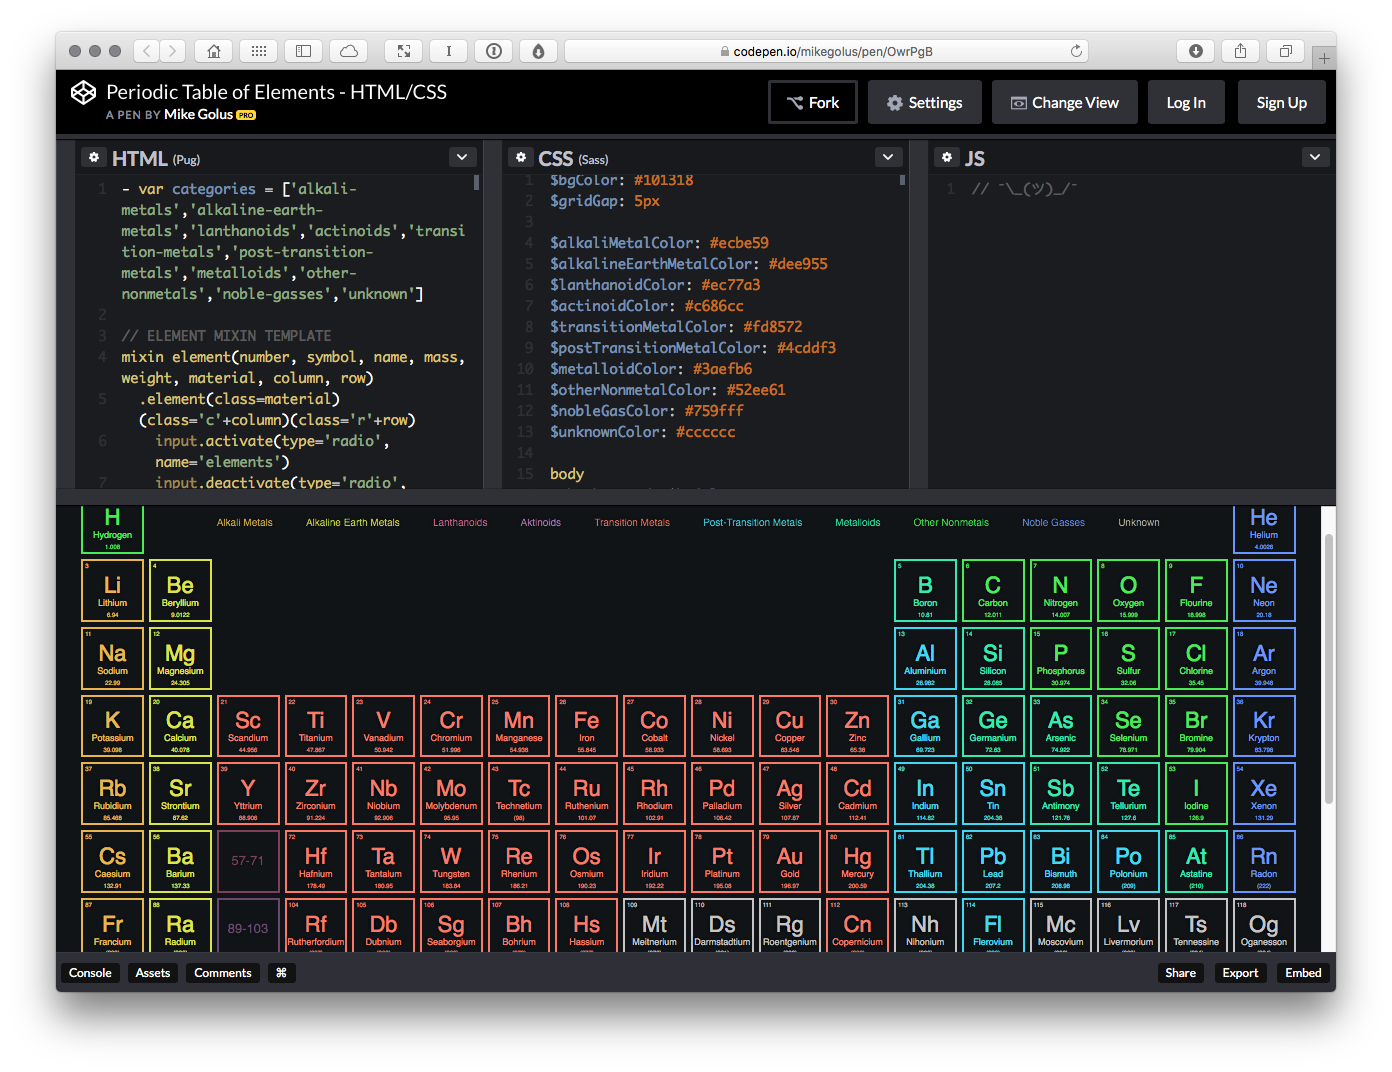 codepen.io/mikegolus/pen/OwrPgB
Periodic Table of Elements - HTML/CSS
A PEN BY Mike Golus PRO
Fork
Settings
Change View
Log In
Sign Up
HTML (Pug)
1 - var categories = ['alkali-
metals','alkaline-earth-
metals','lanthanoids','actinoids','transi
tion-metals','post-transition-
metals','metalloids','other-
nonmetals','noble-gasses','unknown']
2
3 // ELEMENT MIXIN TEMPLATE
4 mixin element(number, symbol, name, mass,
weight, material, column, row)
5 .element(class=material)
(class='c'+column)(class='r'+row)
6 input.activate(type='radio',
name='elements')
7 input.deactivate(type='radio',
CSS (Sass)
1 $bgColor: #101318
2 $gridGap: 5px
3
4 $alkaliMetalColor: #ecbe59
5 $alkalineEarthMetalColor: #dee955
6 $lanthanoidColor: #ec77a3
7 $actinoidColor: #c686cc
8 $transitionMetalColor: #fd8572
9 $postTransitionMetalColor: #4cddf3
10 $metalloidColor: #3aefb6
11 $otherNonmetalColor: #52ee61
12 $nobleGasColor: #759fff
13 $unknownColor: #cccccc
14
15 body
JS
1 // ¯\_(ツ)_/¯
H
Hydrogen
1.008
Alkali Metals
Alkaline Earth Metals
Lanthanoids
Aktinoids
Transition Metals
Post-Transition Metals
Metalloids
Other Nonmetals
Noble Gasses
Unknown
He
Helium
4.0026
3
Li
Lithium
6.94
4
Be
Beryllium
9.0122
5
B
Boron
10.81
6
C
Carbon
12.011
7
N
Nitrogen
14.007
8
O
Oxygen
15.999
9
F
Flourine
18.998
10
Ne
Neon
20.18
11
Na
Sodium
22.99
12
Mg
Magnesium
24.305
13
Al
Aluminium
26.982
14
Si
Silicon
28.085
15
P
Phosphorus
30.974
16
S
Sulfur
32.06
17
Cl
Chlorine
35.45
18
Ar
Argon
39.948
19
K
Potassium
39.098
20
Ca
Calcium
40.078
21
Sc
Scandium
44.956
22
Ti
Titanium
47.867
23
V
Vanadium
50.942
24
Cr
Chromium
51.996
25
Mn
Manganese
54.938
26
Fe
Iron
55.845
27
Co
Cobalt
58.933
28
Ni
Nickel
58.693
29
Cu
Copper
63.546
30
Zn
Zinc
65.38
31
Ga
Gallium
69.723
32
Ge
Germanium
72.63
33
As
Arsenic
74.922
34
Se
Selenium
78.971
35
Br
Bromine
79.904
36
Kr
Krypton
83.798
37
Rb
Rubidium
85.468
38
Sr
Strontium
87.62
39
Y
Yttrium
88.906
40
Zr
Zirconium
91.224
41
Nb
Niobium
92.906
42
Mo
Molybdenum
95.95
43
Tc
Technetium
(98)
44
Ru
Ruthenium
101.07
45
Rh
Rhodium
102.91
46
Pd
Palladium
106.42
47
Ag
Silver
107.87
48
Cd
Cadmium
112.41
49
In
Indium
114.82
50
Sn
Tin
204.38
51
Sb
Antimony
121.76
52
Te
Tellurium
127.6
53
I
Iodine
126.9
54
Xe
Xenon
131.29
55
Cs
Caesium
132.91
56
Ba
Barium
137.33
57-71
72
Hf
Hafnium
178.49
73
Ta
Tantalum
180.95
74
W
Tungsten
183.84
75
Re
Rhenium
186.21
76
Os
Osmium
190.23
77
Ir
Iridium
192.22
78
Pt
Platinum
195.08
79
Au
Gold
196.97
80
Hg
Mercury
200.59
81
Tl
Thallium
204.38
82
Pb
Lead
207.2
83
Bi
Bismuth
208.98
84
Po
Polonium
(209)
85
At
Astatine
(210)
86
Rn
Radon
(222)
87
Fr
Francium
88
Ra
Radium
89-103
104
Rf
Rutherfordium
105
Db
Dubnium
106
Sg
Seaborgium
107
Bh
Bohrium
108
Hs
Hassium
109
Mt
Meitnerium
110
Ds
Darmstadtium
111
Rg
Roentgenium
112
Cn
Copernicium
113
Nh
Nihonium
114
Fl
Flerovium
115
Mc
Moscovium
116
Lv
Livermorium
117
Ts
Tennessine
118
Og
Oganesson
Console
Assets
Comments
⌘
Share
Export
Embed